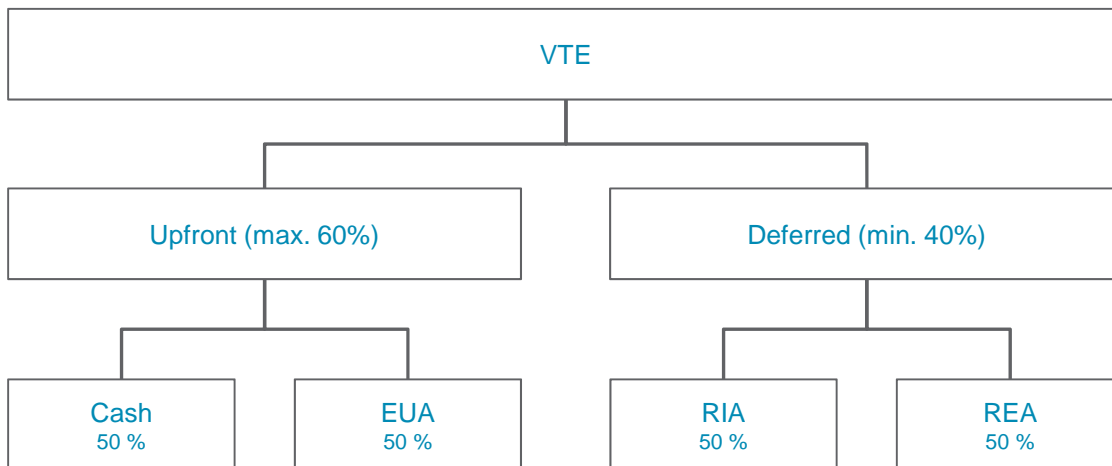 VTE
Upfront (max. 60%)
Deferred (min. 40%)
Cash
50 %
EUA
50 %
RIA
50 %
REA
50 %